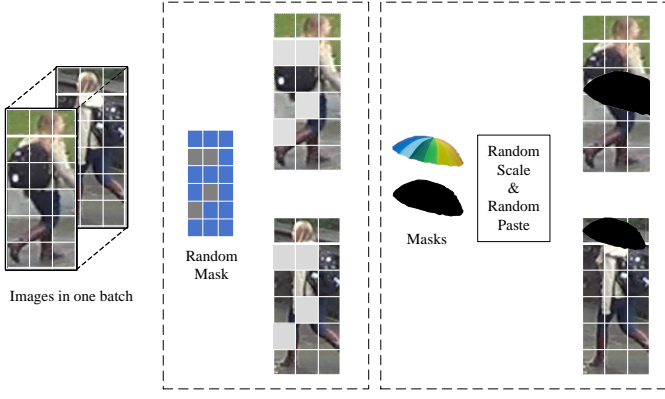 Images in one batch
Random
Mask
Masks
Random
Scale
&
Random
Paste